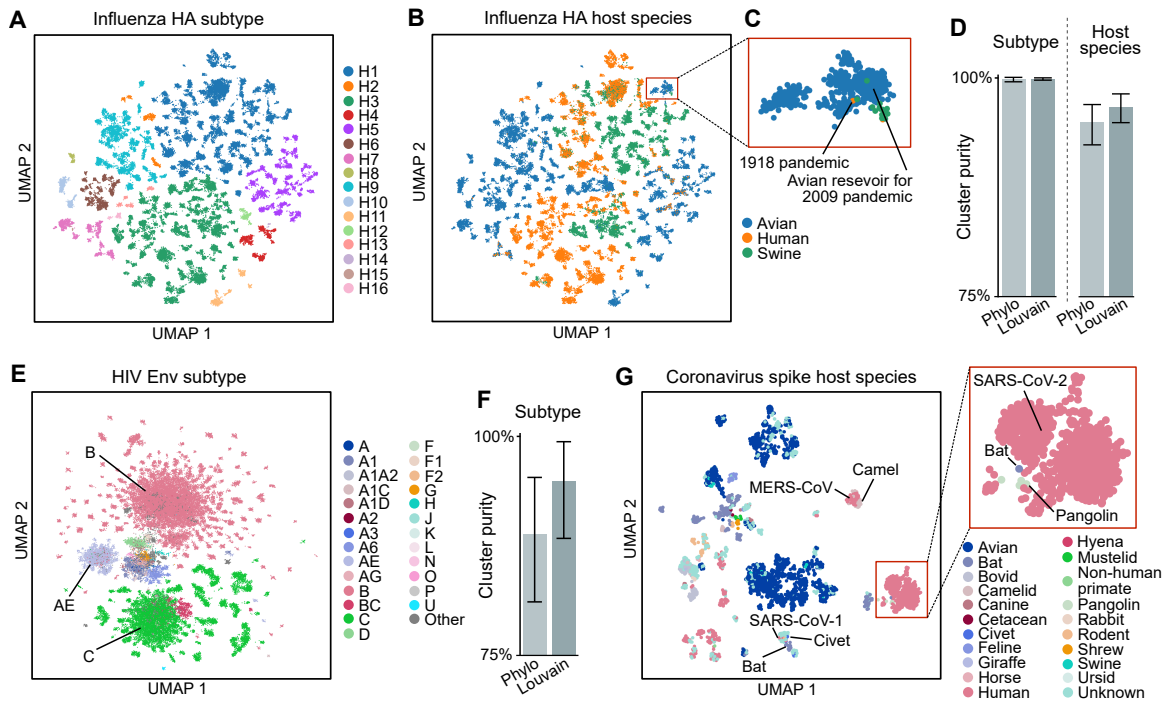 A
Influenza HA subtype
UMAP 2
UMAP 1
H1
H2
H3
H4
H5
H6
H7
H8
H9
H10
H11
H12
H13
H14
H15
H16
B
Influenza HA host species
UMAP 2
UMAP 1
C
1918 pandemic
Avian resevoir for
2009 pandemic
Avian
Human
Swine
D
Subtype
Host
species
100%
Cluster purity
75%
Phylo
Louvain
Phylo
Louvain
E
HIV Env subtype
B
AE
C
UMAP 2
UMAP 1
A
A1
A1A2
A1C
A1D
A2
A3
A6
AE
AG
B
BC
C
D
F
F1
F2
G
H
J
K
L
N
O
P
U
Other
F
Subtype
100%
Cluster purity
75%
Phylo
Louvain
G
Coronavirus spike host species
Camel
MERS-CoV
SARS-CoV-1
Civet
Bat
UMAP 2
UMAP 1
SARS-CoV-2
Bat
Pangolin
Avian
Bat
Bovid
Camelid
Canine
Cetacean
Civet
Feline
Giraffe
Horse
Human
Hyena
Mustelid
Non-human
primate
Pangolin
Rabbit
Rodent
Shrew
Swine
Ursid
Unknown